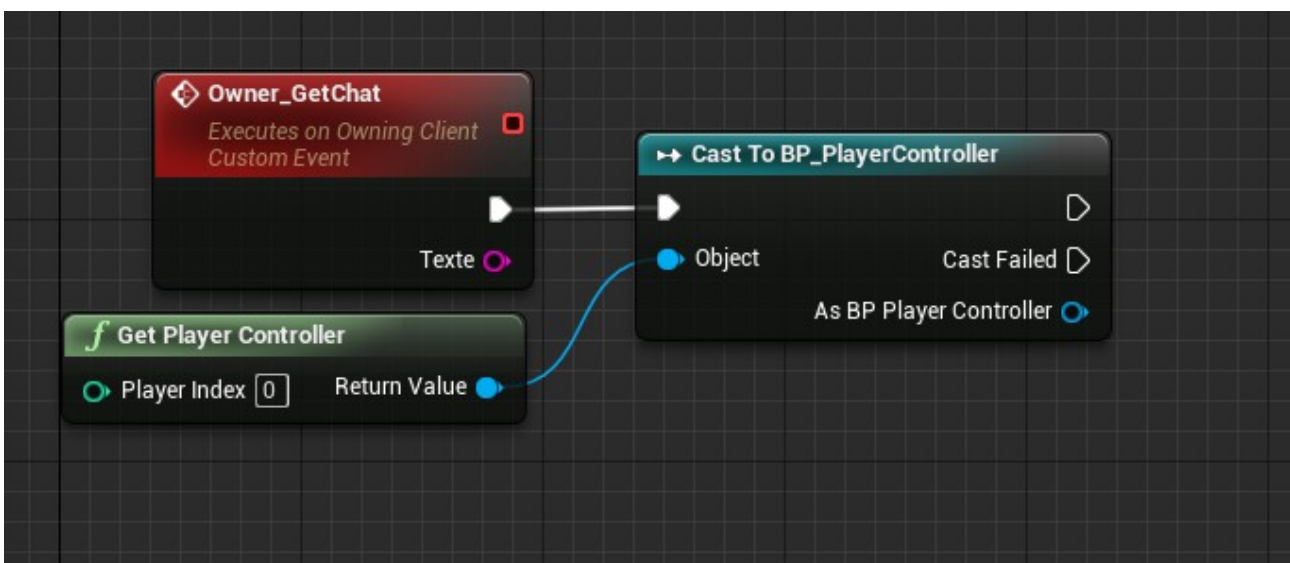 Owner_GetChat
Executes on Owning Client
Custom Event
Texte
Cast To BP_PlayerController
Object
Cast Failed
As BP Player Controller
f Get Player Controller
Player Index 0
Return Value